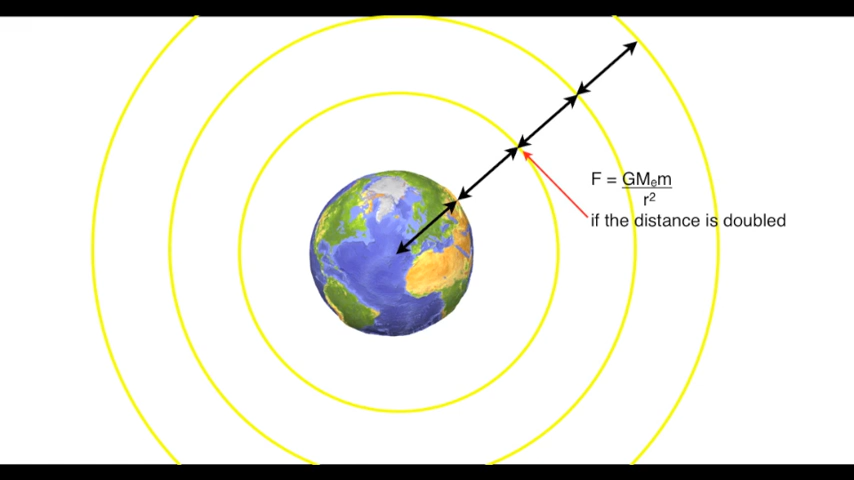 F = GMₑm
r²
if the distance is doubled